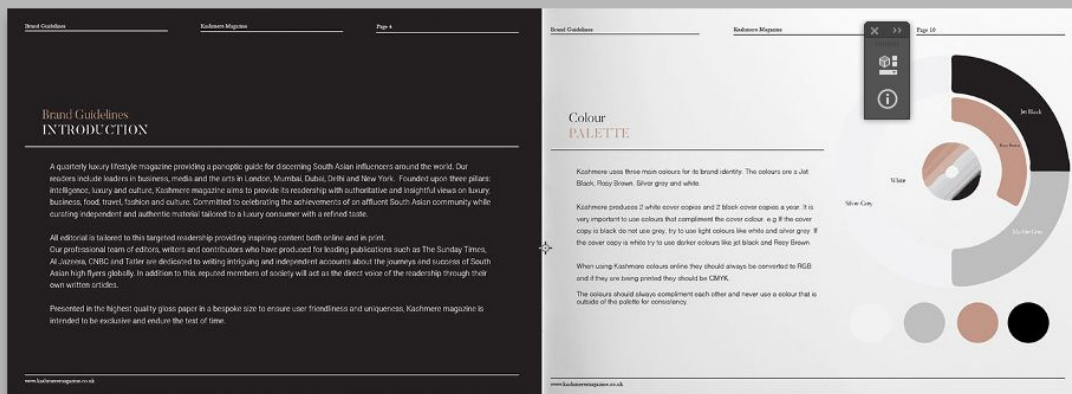 Brand Guidelines
Kashmere Magazine
Page 4
Brand Guidelines
INTRODUCTION
A quarterly luxury lifestyle magazine providing a panoptic guide for discerning South Asian influencers around the world. Our
readers include leaders in business, media and the arts in London, Mumbai, Dubai, Delhi and New York. Founded upon three pillars:
intelligence, luxury and culture, Kashmere magazine aims to provide its readership with authoritative and insightful views on luxury,
business, food, travel, fashion and culture. Committed to celebrating the achievements of an affluent South Asian community while
curating independent and authentic material tailored to a luxury consumer with a refined taste.
All editorial is tailored to this targeted readership providing inspiring content both online and in print.
Our professional team of editors, writers and contributors who have produced for leading publications such as The Sunday Times,
Al Jazeera, CNBC and Tatler are dedicated to writing intriguing and independent accounts about the journeys and success of South
Asian high flyers globally. In addition to this reputed members of society will act as the direct voice of the readership through their
own written articles.
Presented in the highest quality gloss paper in a bespoke size to ensure user friendliness and uniqueness, Kashmere magazine is
intended to be exclusive and endure the test of time.
www.kashmeremagazine.co.uk
Brand Guidelines
Kashmere Magazine
Page 10
Colour
PALETTE
Kashmere uses three main colours for its brand identity. The colours are a Jet
Black, Rosy Brown, Silver grey and white.
Kashmere produces 2 white cover copies and 2 black cover copies a year. It is
very important to use colours that compliment the cover colour. e.g If the cover
copy is black do not use grey, try to use light colours like white and silver grey. If
the cover copy is white try to use darker colours like jet black and Rosy Brown
When using Kashmere colours online they should always be converted to RGB
and if they are being printed they should be CMYK.
The colours should always compliment each other and never use a colour that is
outside of the palette for consistency.
Jet Black
Rosy Brown
White
Silver Grey
www.kashmeremagazine.co.uk